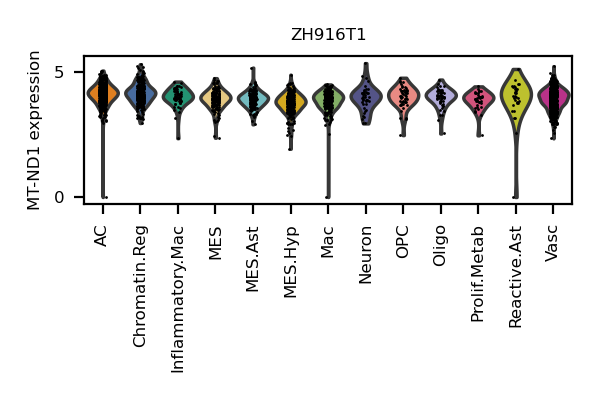 ZH916T1
MT-ND1 expression
5
0
AC
Chromatin.Reg
Inflammatory.Mac
MES
MES.Ast
MES.Hyp
Mac
Neuron
OPC
Oligo
Prolif.Metab
Reactive.Ast
Vasc